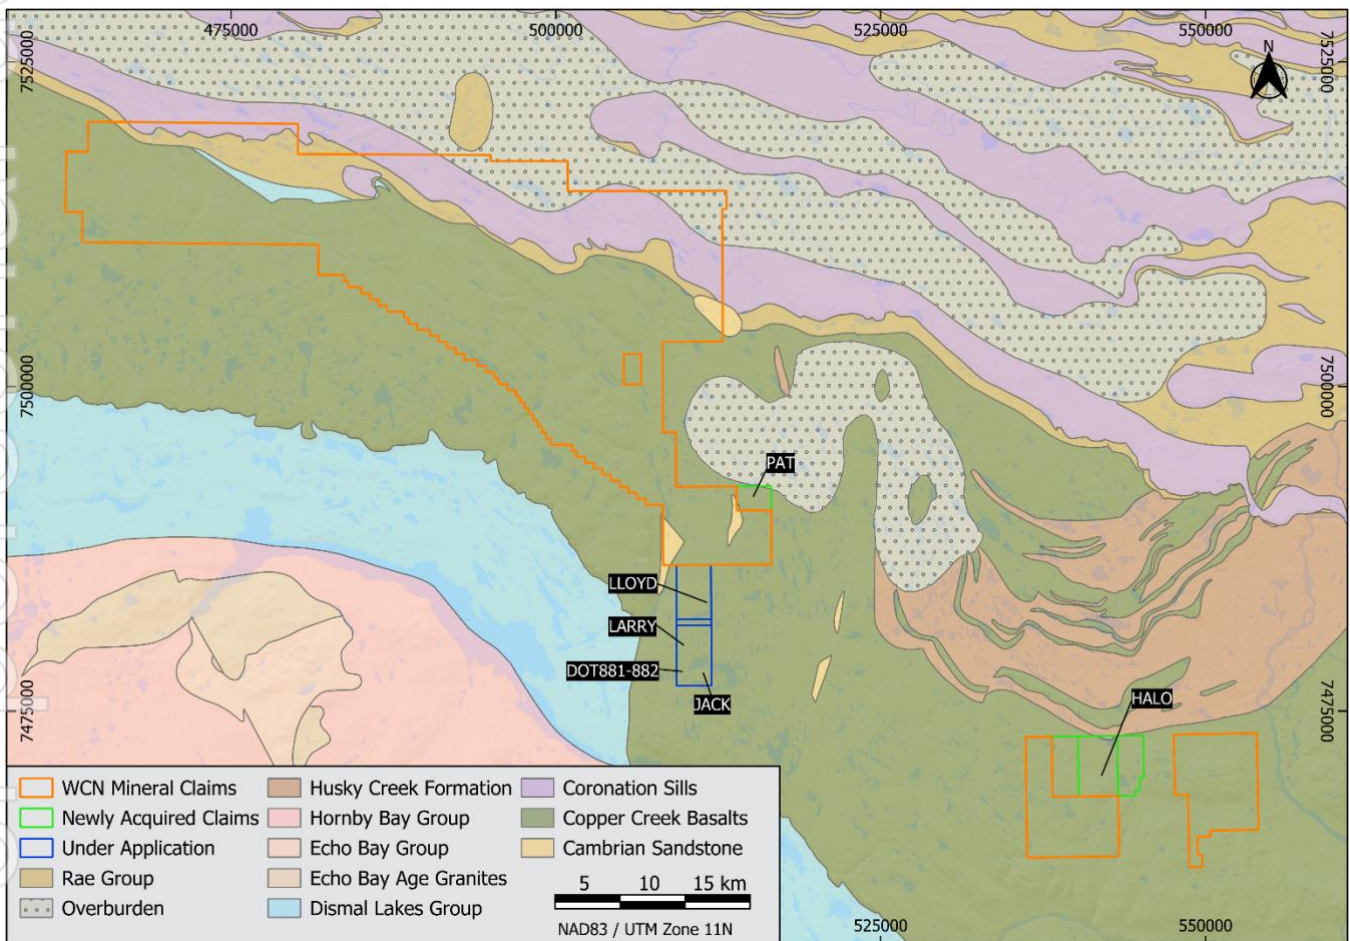 475000
500000
525000
550000
N
7525000
7525000
7500000
7500000
PAT
LLOYD
LARRY
DOT881-882
JACK
HALO
7475000
7475000
WCN Mineral Claims
Newly Acquired Claims
Under Application
Rae Group
Overburden
Husky Creek Formation
Hornby Bay Group
Echo Bay Group
Echo Bay Age Granites
Dismal Lakes Group
Coronation Sills
Copper Creek Basalts
Cambrian Sandstone
5 10 15 km
NAD83 / UTM Zone 11N
525000
550000